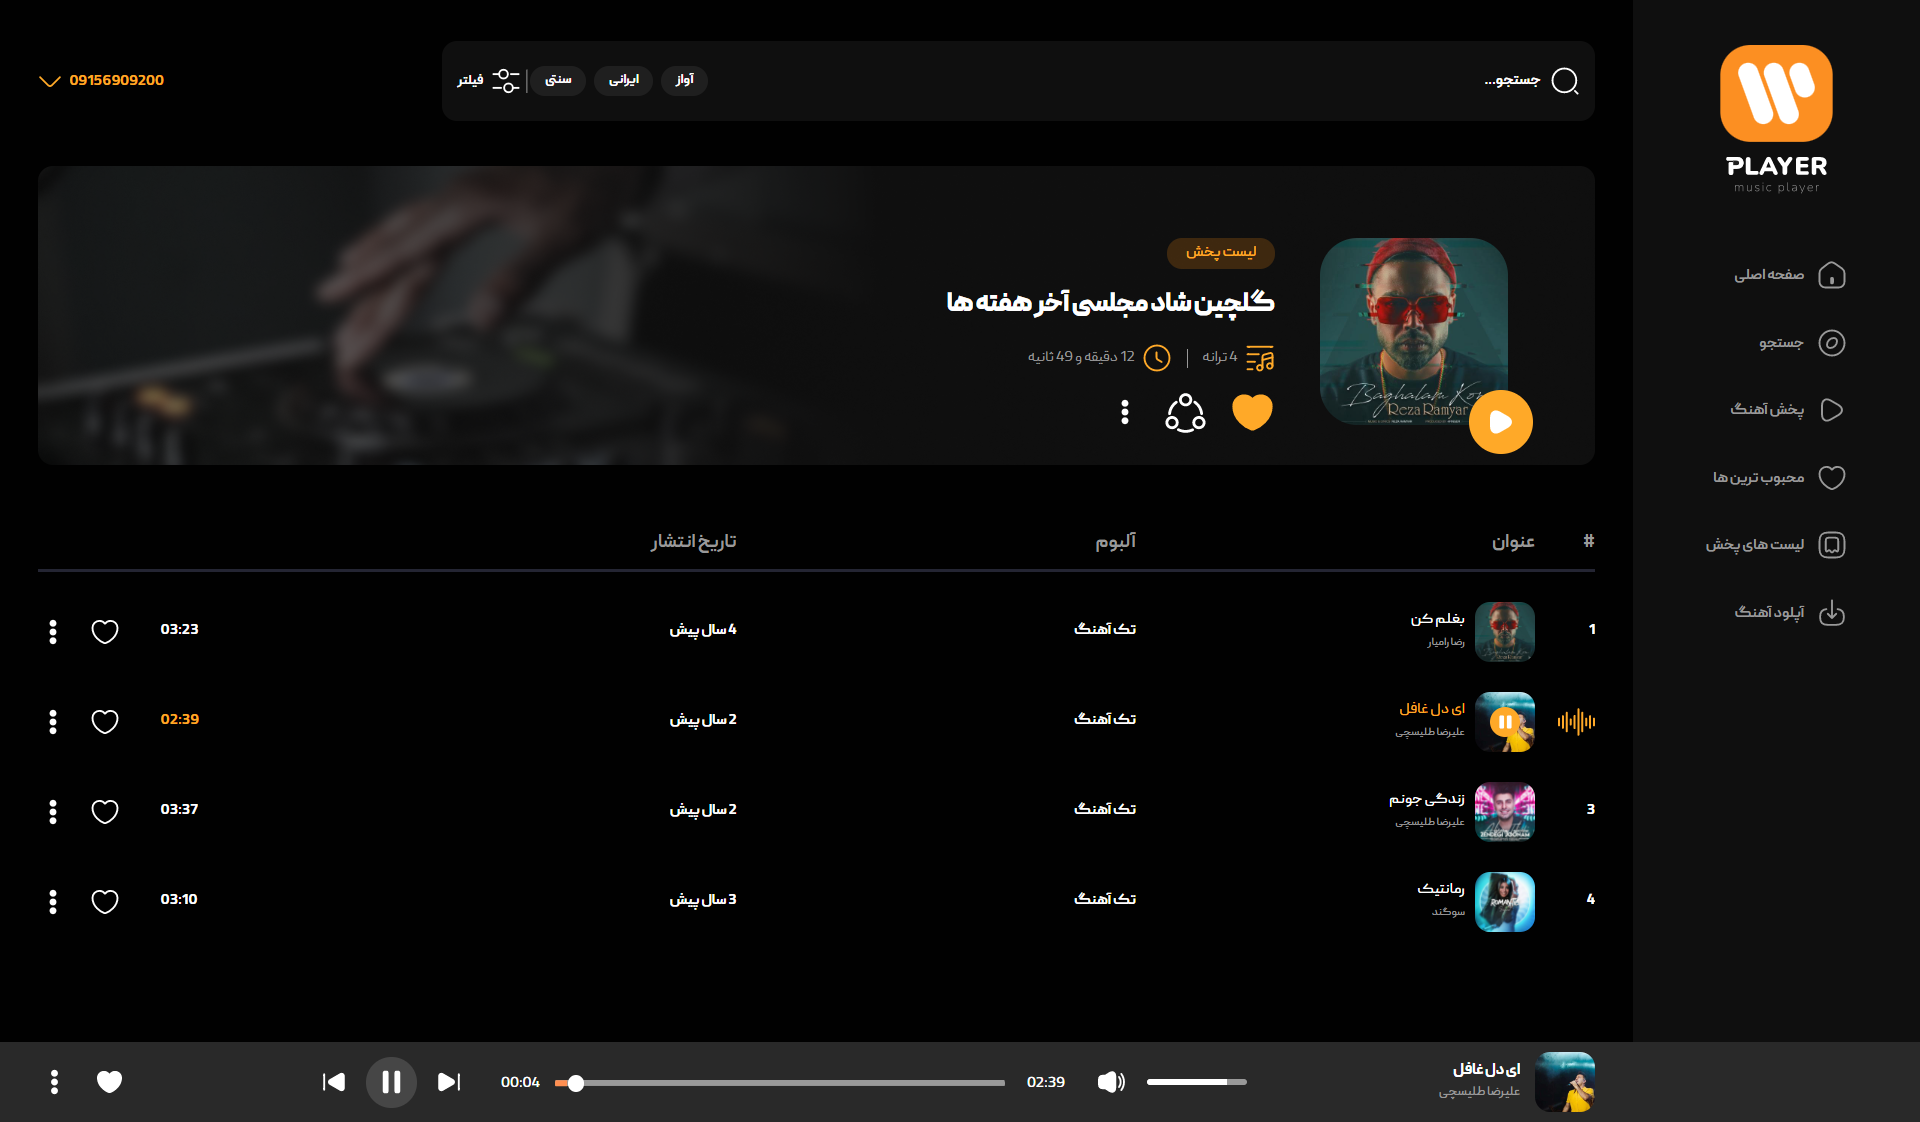 PLAYER
music player
صفحه اصلی
جستجو
پخش آهنگ
محبوب ترین ها
لیست های پخش
آپلود آهنگ
جستجو...
آواز
ایرانی
سنتی
فیلتر
09156909200
لیست پخش
گلچین شاد مجلسی آخر هفته ها
4 ترانه
12 دقیقه و 49 ثانیه
Baghalam Kon
Reza Ramyar
# عنوان آلبوم تاریخ انتشار
1 بغلم کن تک آهنگ 4 سال پیش 03:23
رضا رامیار
ای دل غافل تک آهنگ 2 سال پیش 02:39
علیرضا طلیسچی
3 زندگی جونم تک آهنگ 2 سال پیش 03:37
علیرضا طلیسچی
ZENDEGI JOONAM
4 رمانتیک تک آهنگ 3 سال پیش 03:10
سوگند
ROMANTIC
ای دل غافل
علیرضا طلیسچی
02:39
00:04